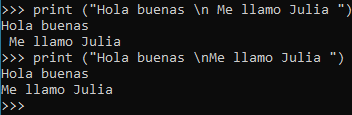 >>> print ("Hola buenas \n Me llamo Julia ")
Hola buenas
 Me llamo Julia
>>> print ("Hola buenas \nMe llamo Julia ")
Hola buenas
Me llamo Julia
>>>